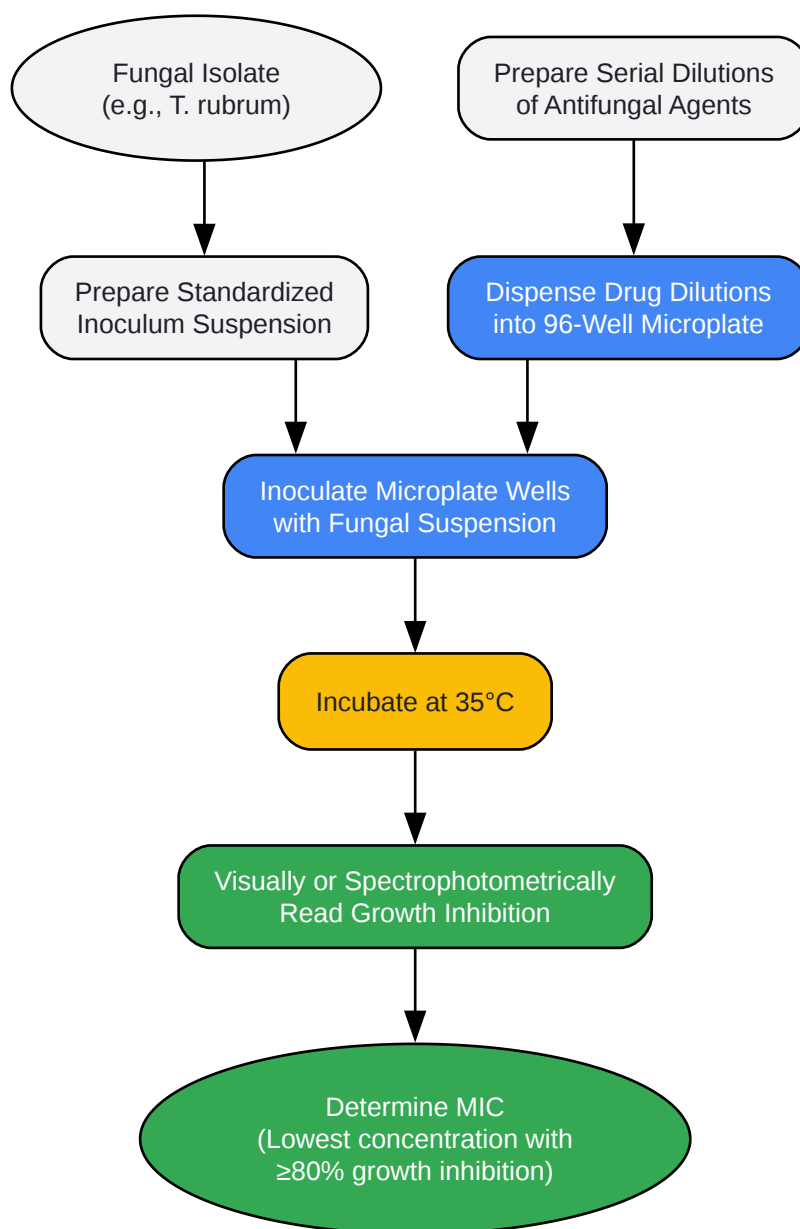 Fungal Isolate
(e.g., T. rubrum)
Prepare Serial Dilutions
of Antifungal Agents
Prepare Standardized
Inoculum Suspension
Dispense Drug Dilutions
into 96-Well Microplate
Inoculate Microplate Wells
with Fungal Suspension
Incubate at 35°C
Visually or Spectrophotometrically
Read Growth Inhibition
Determine MIC
(Lowest concentration with
≥80% growth inhibition)